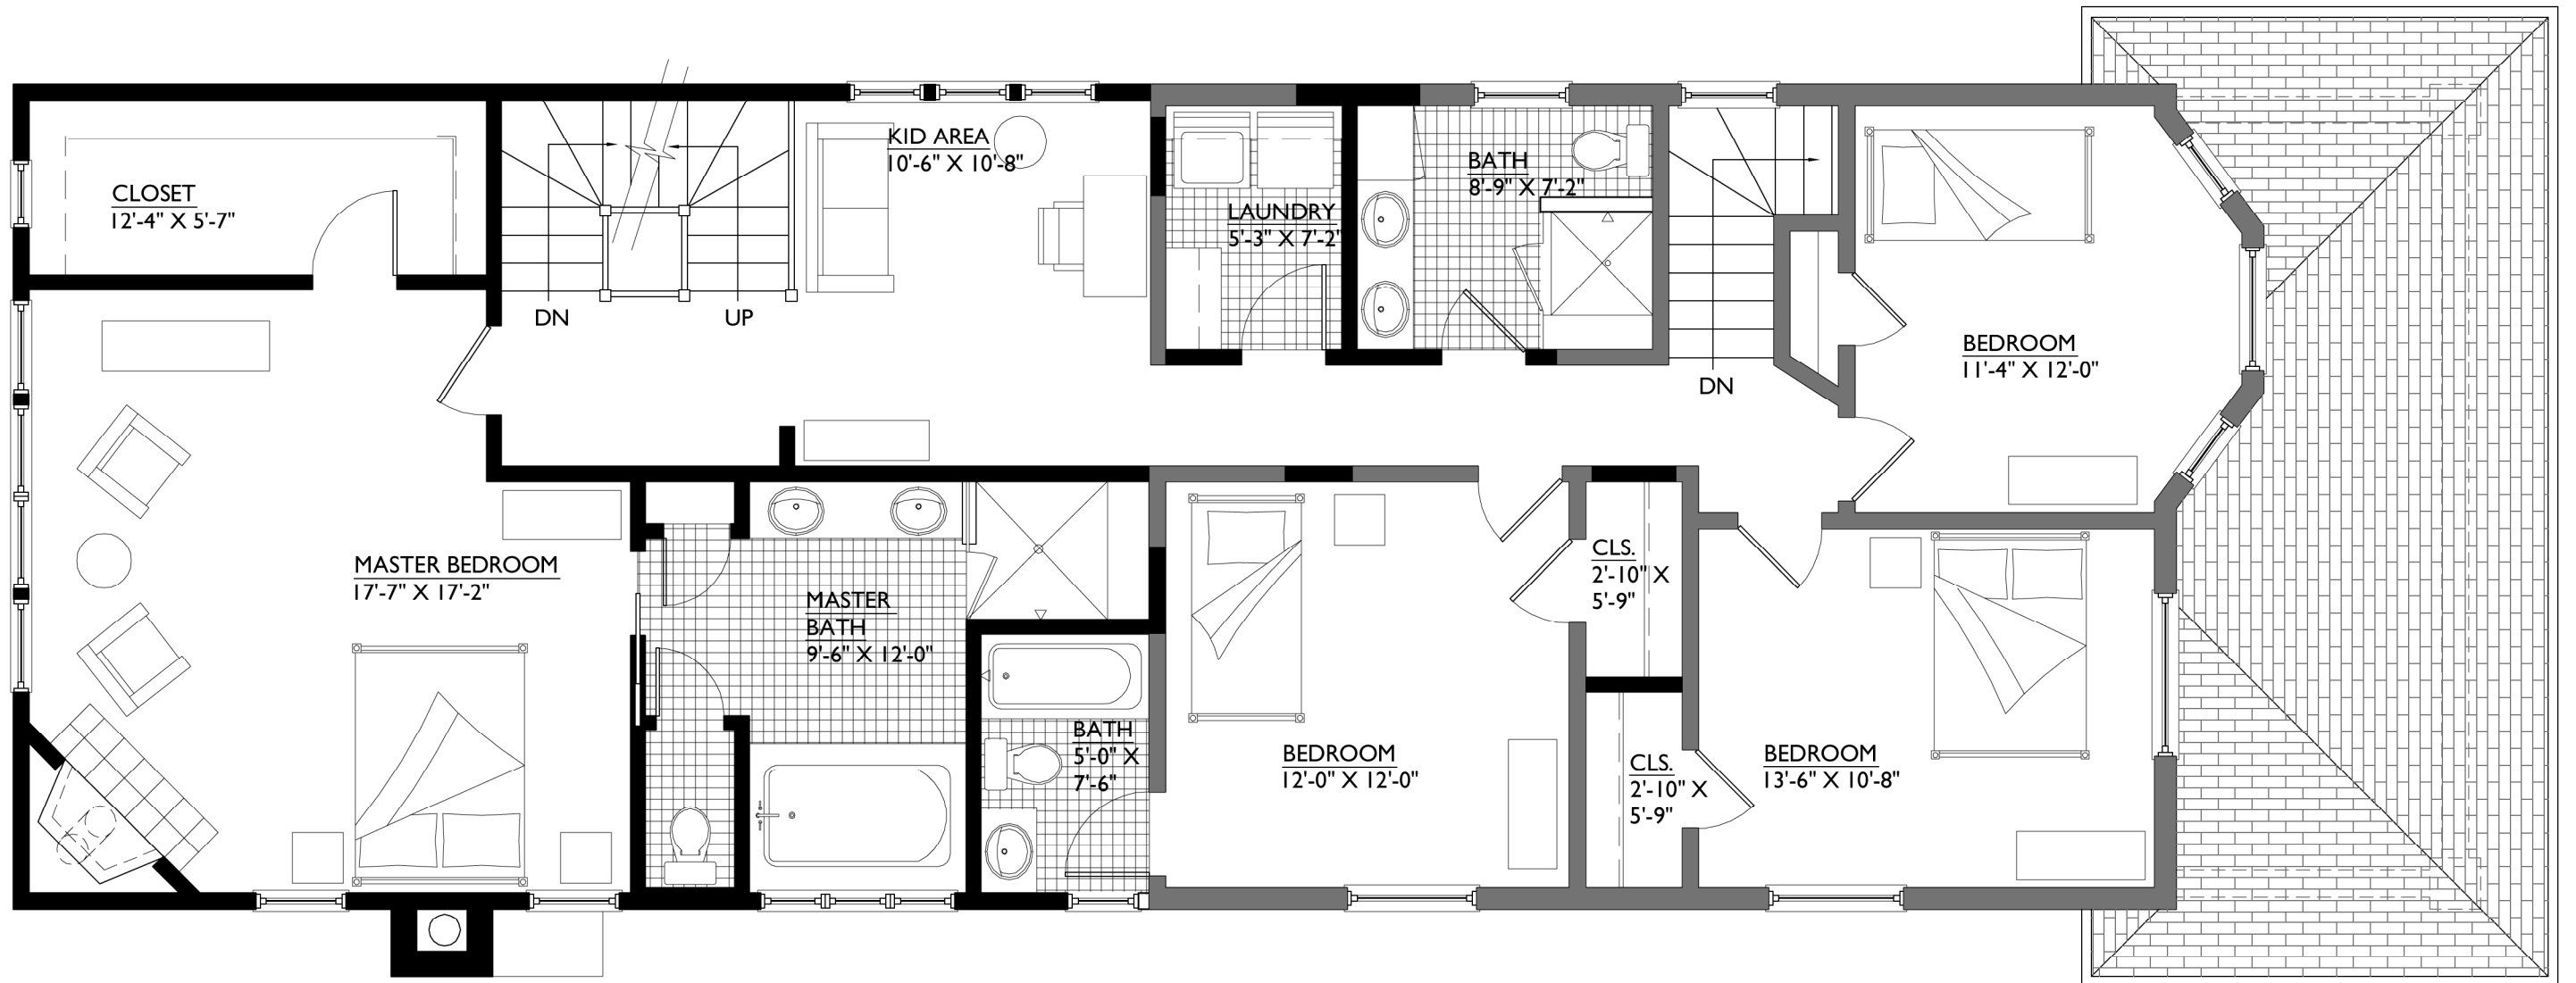 KID AREA
10'-6" X 10'-8"
BATH
8'-9" X 7'-2"
CLOSET
12'-4" X 5'-7"
LAUNDRY
5'-3" X 7'-2"
DN
UP
BEDROOM
11'-4" X 12'-0"
DN
MASTER BEDROOM
17'-7" X 17'-2"
MASTER
BATH
9'-6" X 12'-0"
CLS.
2'-10" X
5'-9"
BATH
5'-0" X
7'-6"
BEDROOM
12'-0" X 12'-0"
CLS.
2'-10" X
5'-9"
BEDROOM
13'-6" X 10'-8"